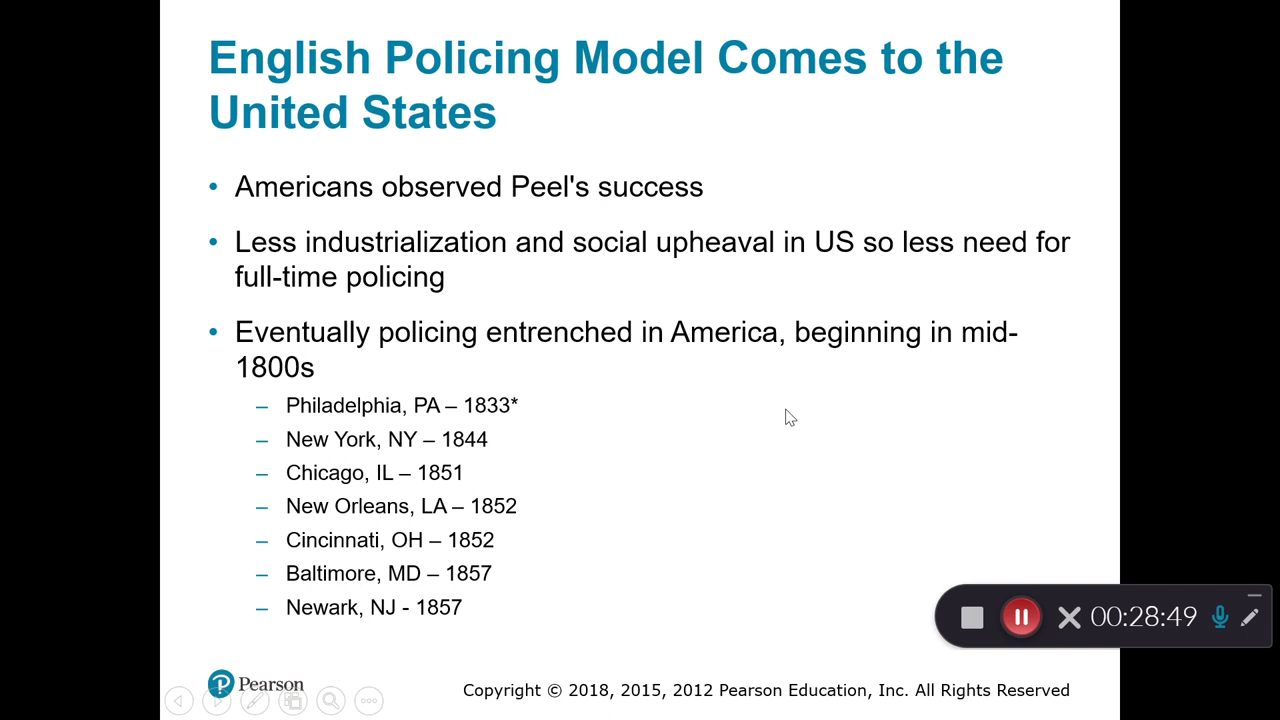 English Policing Model Comes to the
United States
• Americans observed Peel's success
• Less industrialization and social upheaval in US so less need for
full-time policing
• Eventually policing entrenched in America, beginning in mid-
1800s
– Philadelphia, PA – 1833*
– New York, NY – 1844
– Chicago, IL – 1851
– New Orleans, LA – 1852
– Cincinnati, OH – 1852
– Baltimore, MD – 1857
– Newark, NJ - 1857
00:28:49
P Pearson
Copyright © 2018, 2015, 2012 Pearson Education, Inc. All Rights Reserved